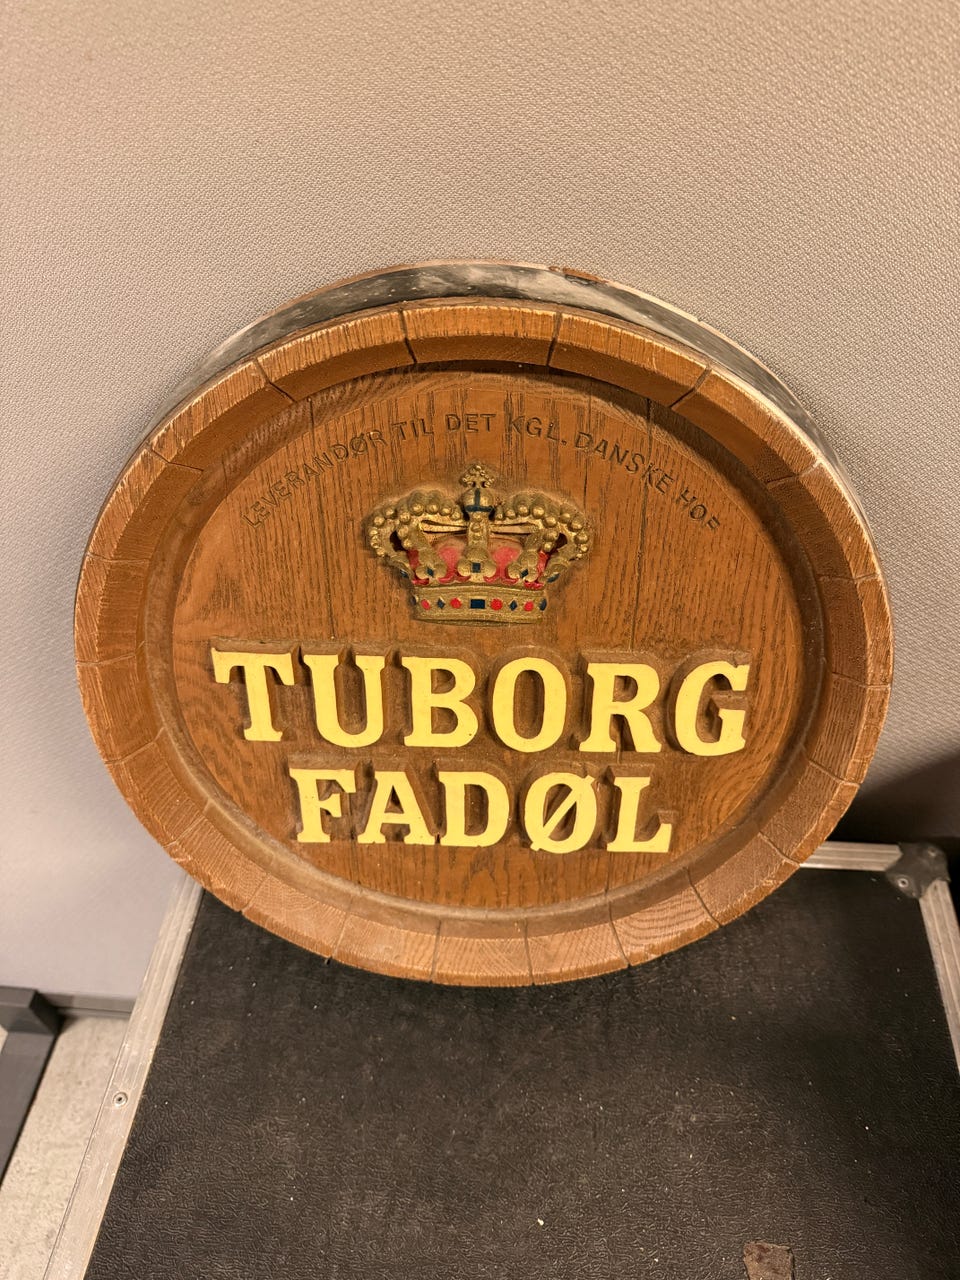 LEVERANDØR TIL DET KGL. DANSKE HOF
TUBORG
FADØL